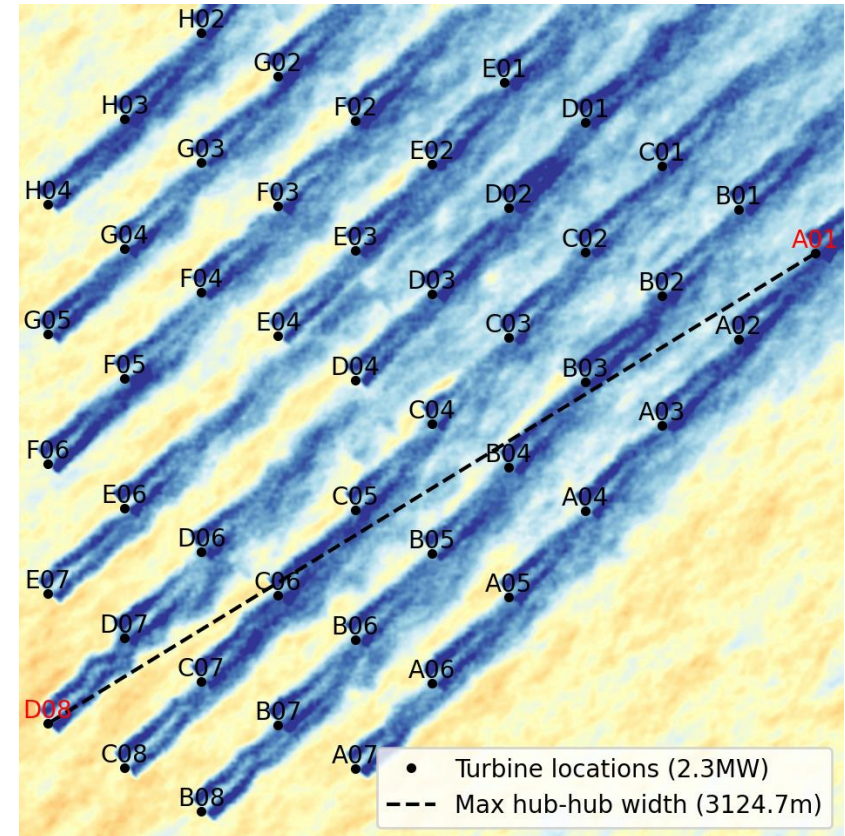 H02
G02
E01
F02
H03
D01
G03
E02
C01
H04
F03
D02
B01
G04
E03
C02
A01
F04
D03
B02
G05
E04
C03
A02
F05
D04
B03
F06
C04
A03
E06
C05
B04
A04
D06
B05
E07
C06
A05
D07
B06
C07
A06
D08
B07
C08
A07
B08
Turbine locations (2.3MW)
Max hub-hub width (3124.7m)